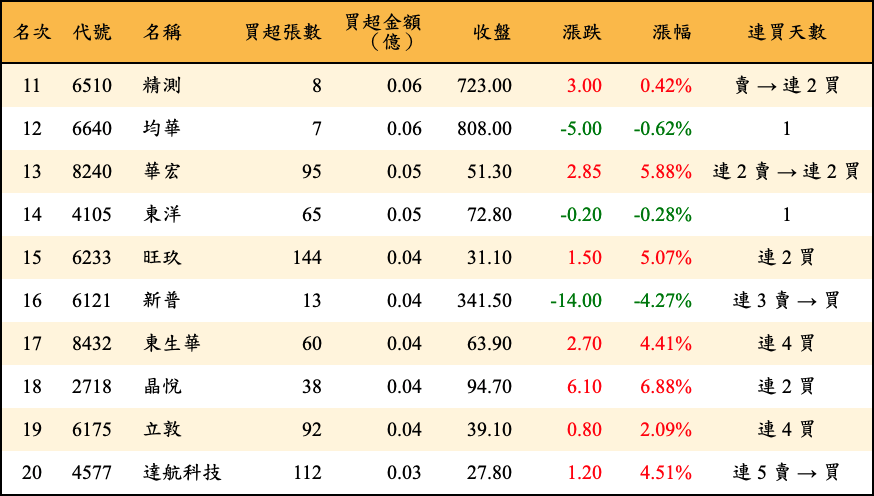 名次 代號 名稱 買超張數 買超金額（億） 收盤 漲跌 漲幅 連買天數
11 6510 精測 8 0.06 723.00 3.00 0.42% 賣 → 連 2 買
12 6640 均華 7 0.06 808.00 -5.00 -0.62% 1
13 8240 華宏 95 0.05 51.30 2.85 5.88% 連 2 賣 → 連 2 買
14 4105 東洋 65 0.05 72.80 -0.20 -0.28% 1
15 6233 旺玖 144 0.04 31.10 1.50 5.07% 連 2 買
16 6121 新普 13 0.04 341.50 -14.00 -4.27% 連 3 賣 → 買
17 8432 東生華 60 0.04 63.90 2.70 4.41% 連 4 買
18 2718 晶悅 38 0.04 94.70 6.10 6.88% 連 2 買
19 6175 立敦 92 0.04 39.10 0.80 2.09% 連 4 買
20 4577 達航科技 112 0.03 27.80 1.20 4.51% 連 5 賣 → 買